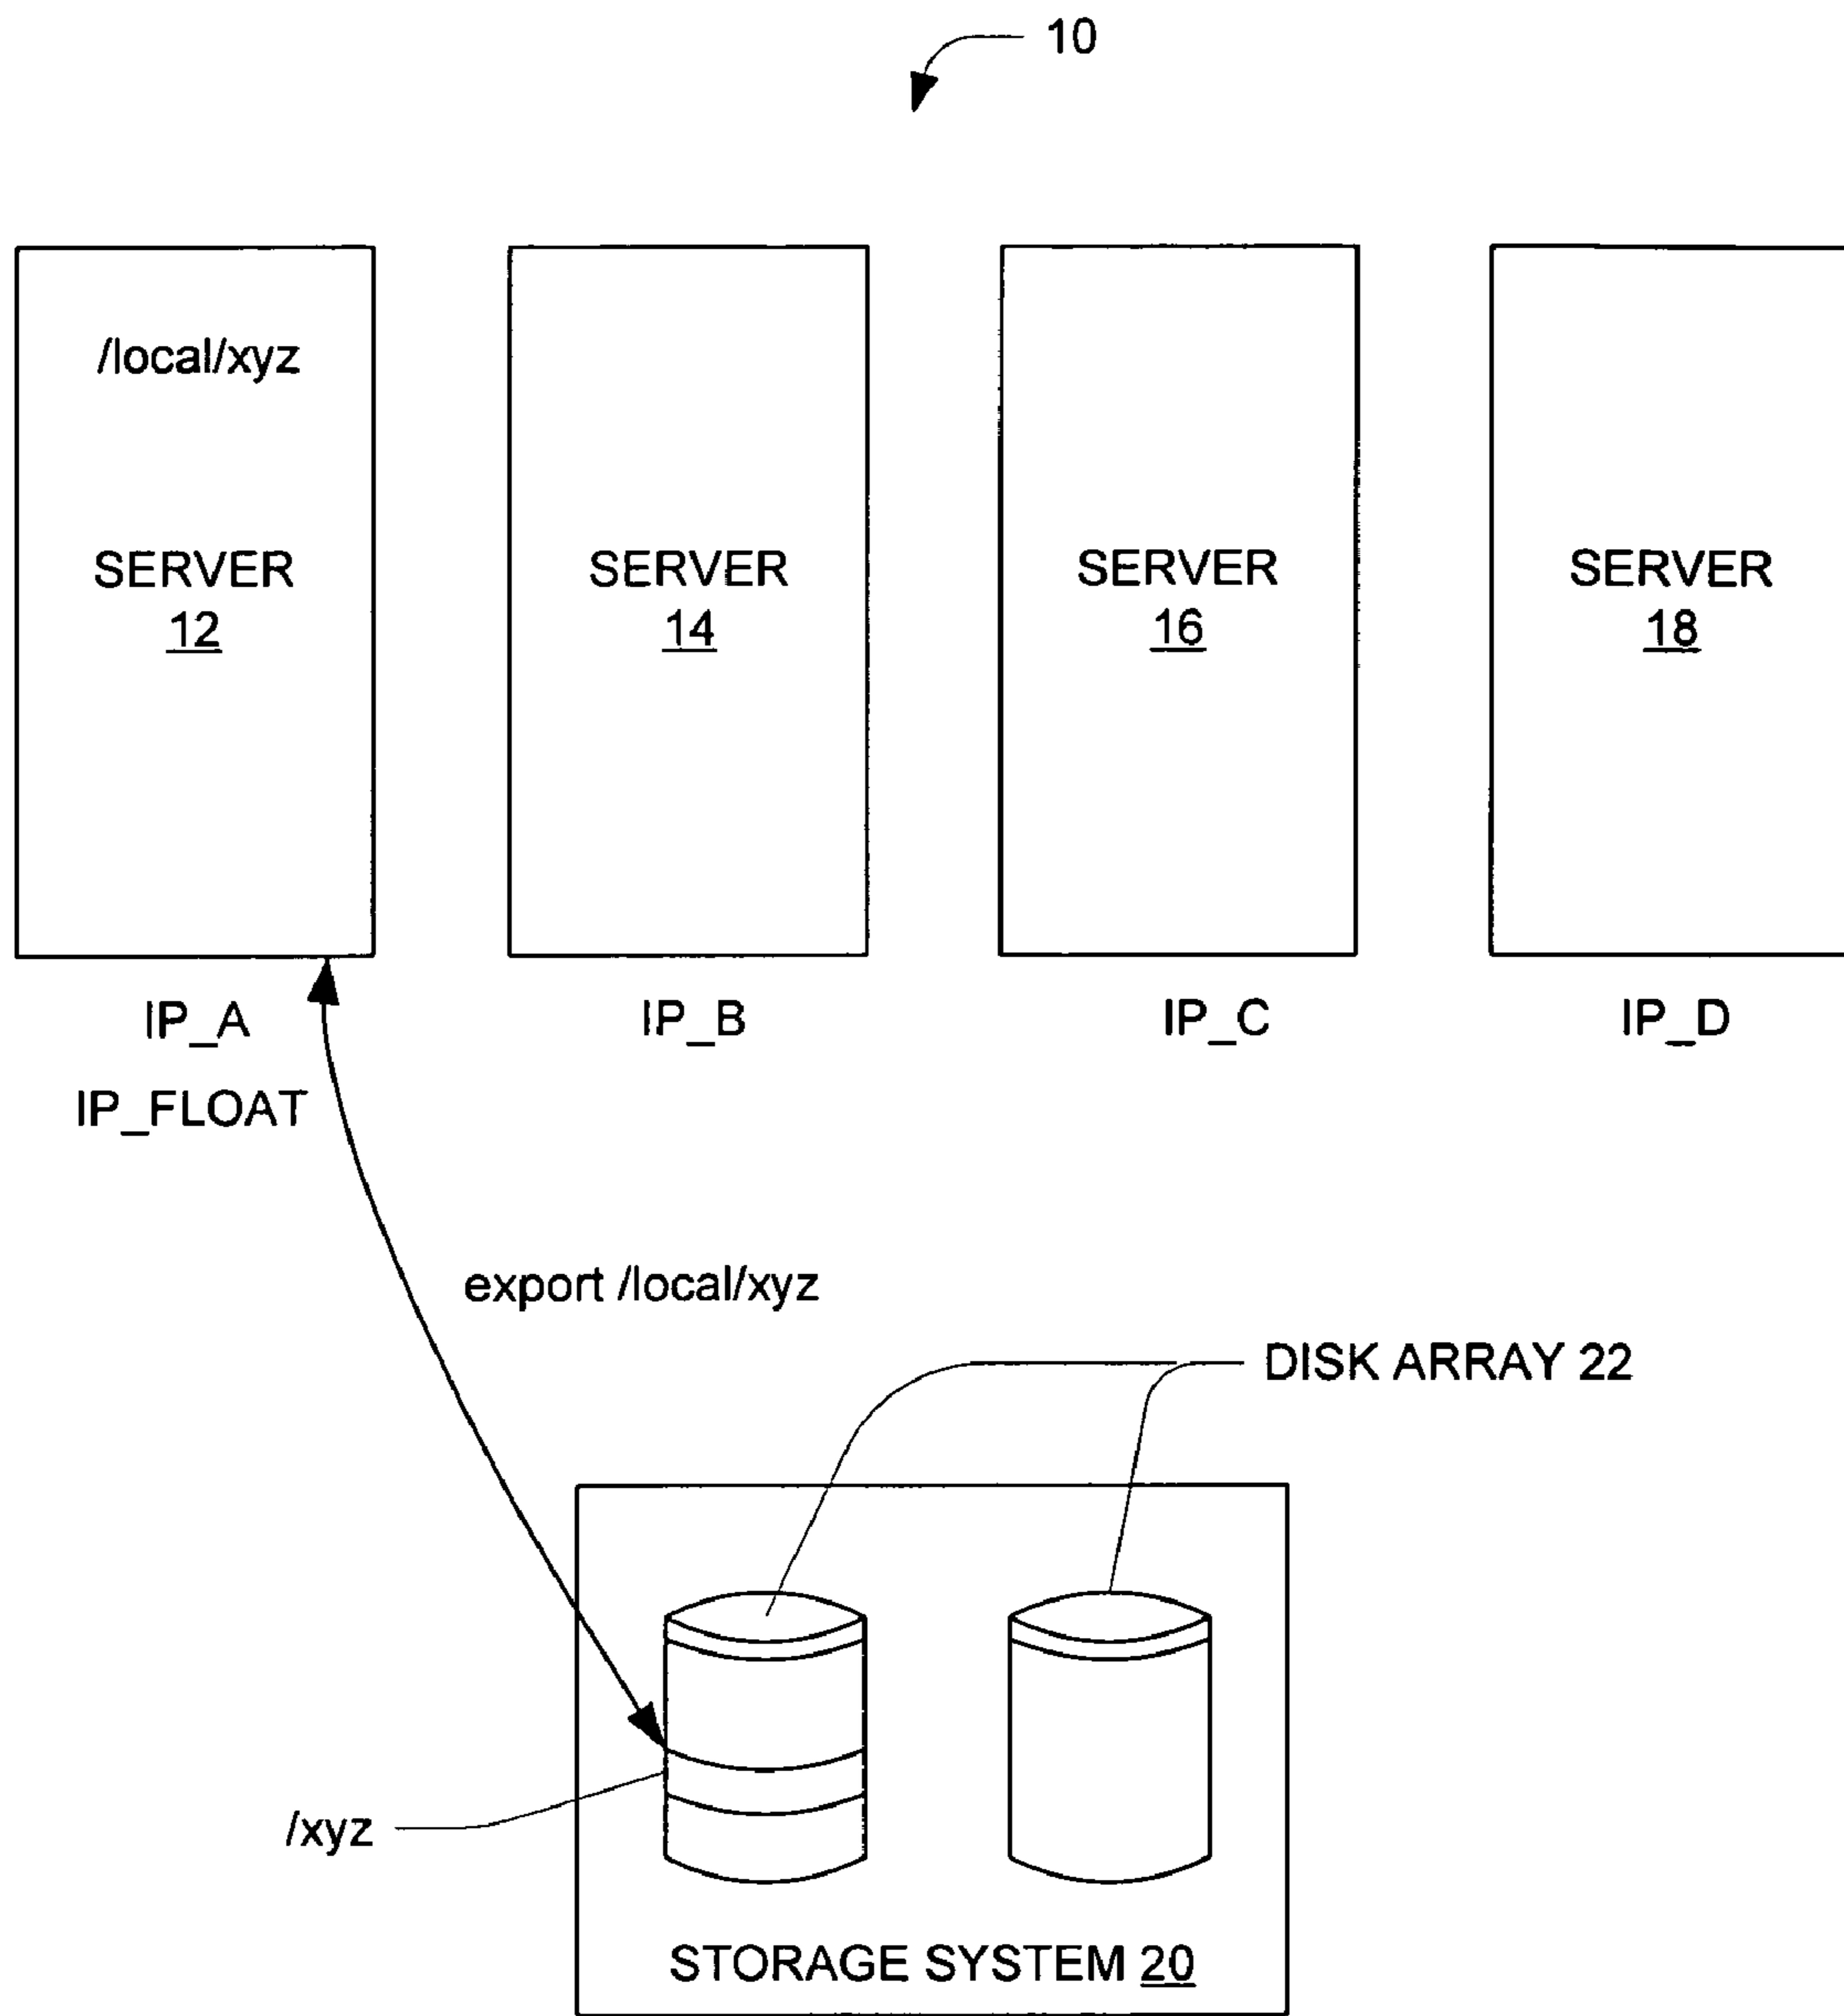 10
/local/xyz
SERVER
12
SERVER
14
SERVER
16
SERVER
18
IP_A
IP_FLOAT
IP_B
IP_C
IP_D
export /local/xyz
DISK ARRAY 22
/xyz
STORAGE SYSTEM 20